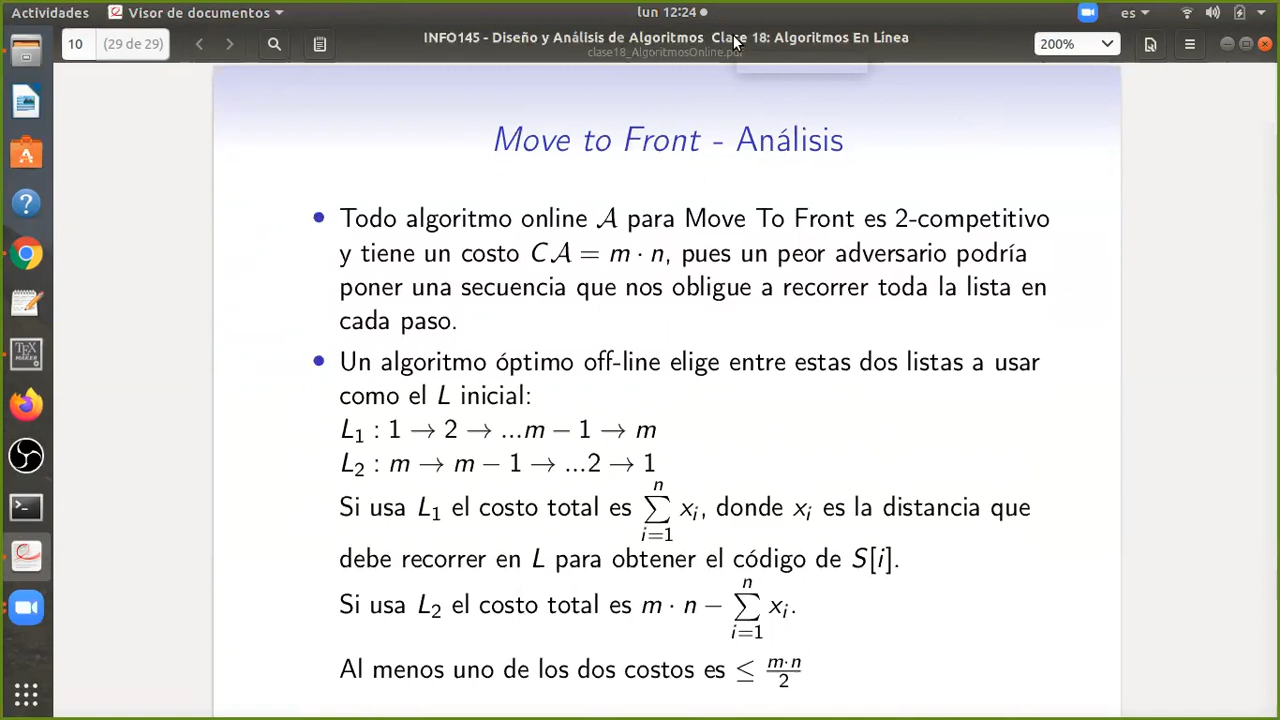 Actividades Visor de documentos lun 12:24 es
10 (29 de 29) INFO145 - Diseño y Análisis de Algoritmos Clase 18: Algoritmos En Línea 200%
clase18_AlgoritmosOnline.pdf
Move to Front - Análisis
• Todo algoritmo online 𝒜 para Move To Front es 2-competitivo
y tiene un costo C𝒜 = m · n, pues un peor adversario podría
poner una secuencia que nos obligue a recorrer toda la lista en
cada paso.
• Un algoritmo óptimo off-line elige entre estas dos listas a usar
como el L inicial:
L₁ : 1 → 2 → ...m − 1 → m
L₂ : m → m − 1 → ...2 → 1
Si usa L₁ el costo total es ∑_{i=1}^{n} xᵢ, donde xᵢ es la distancia que
debe recorrer en L para obtener el código de S[i].
Si usa L₂ el costo total es m · n − ∑_{i=1}^{n} xᵢ.
Al menos uno de los dos costos es ≤ m·n/2